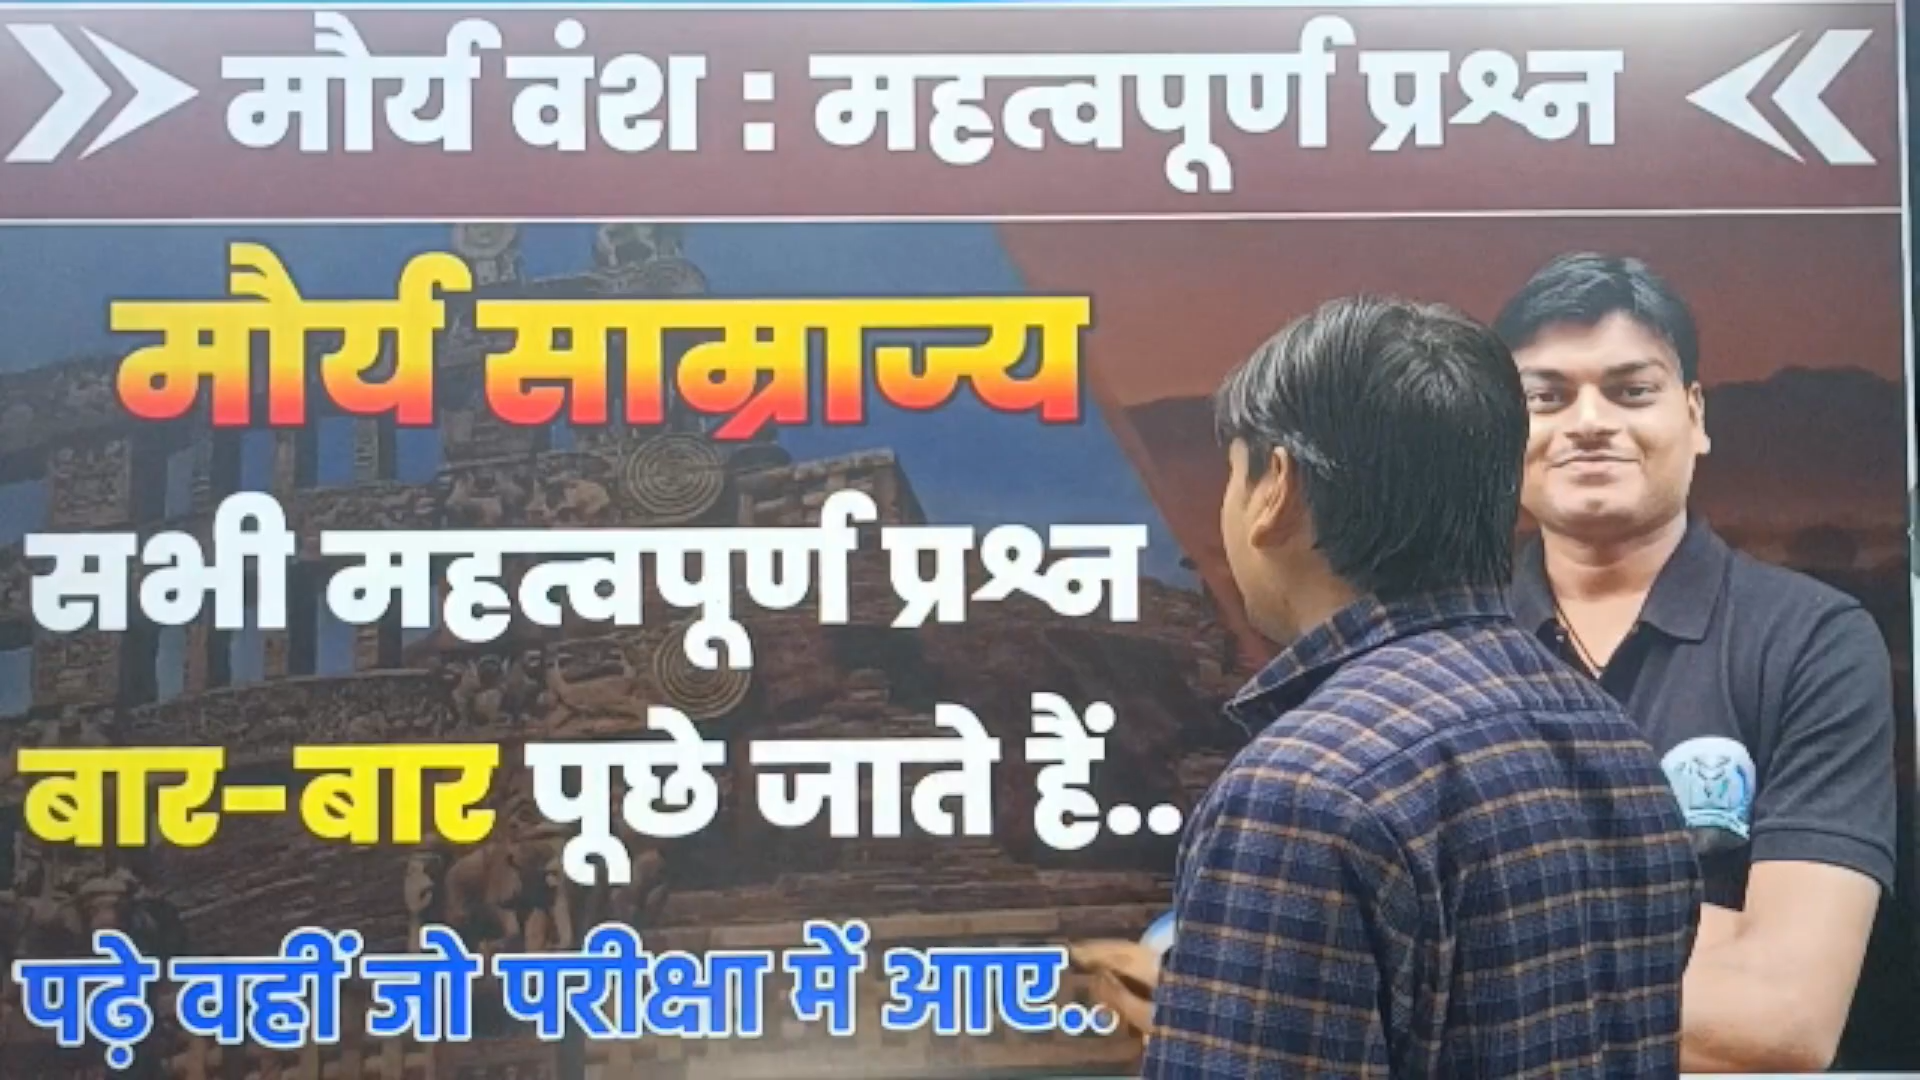 मौर्य वंश : महत्वपूर्ण प्रश्न
मौर्य साम्राज्य
सभी महत्वपूर्ण प्रश्न
बार-बार पूछे जाते हैं..
पढ़े वहीं जो परीक्षा में आए..